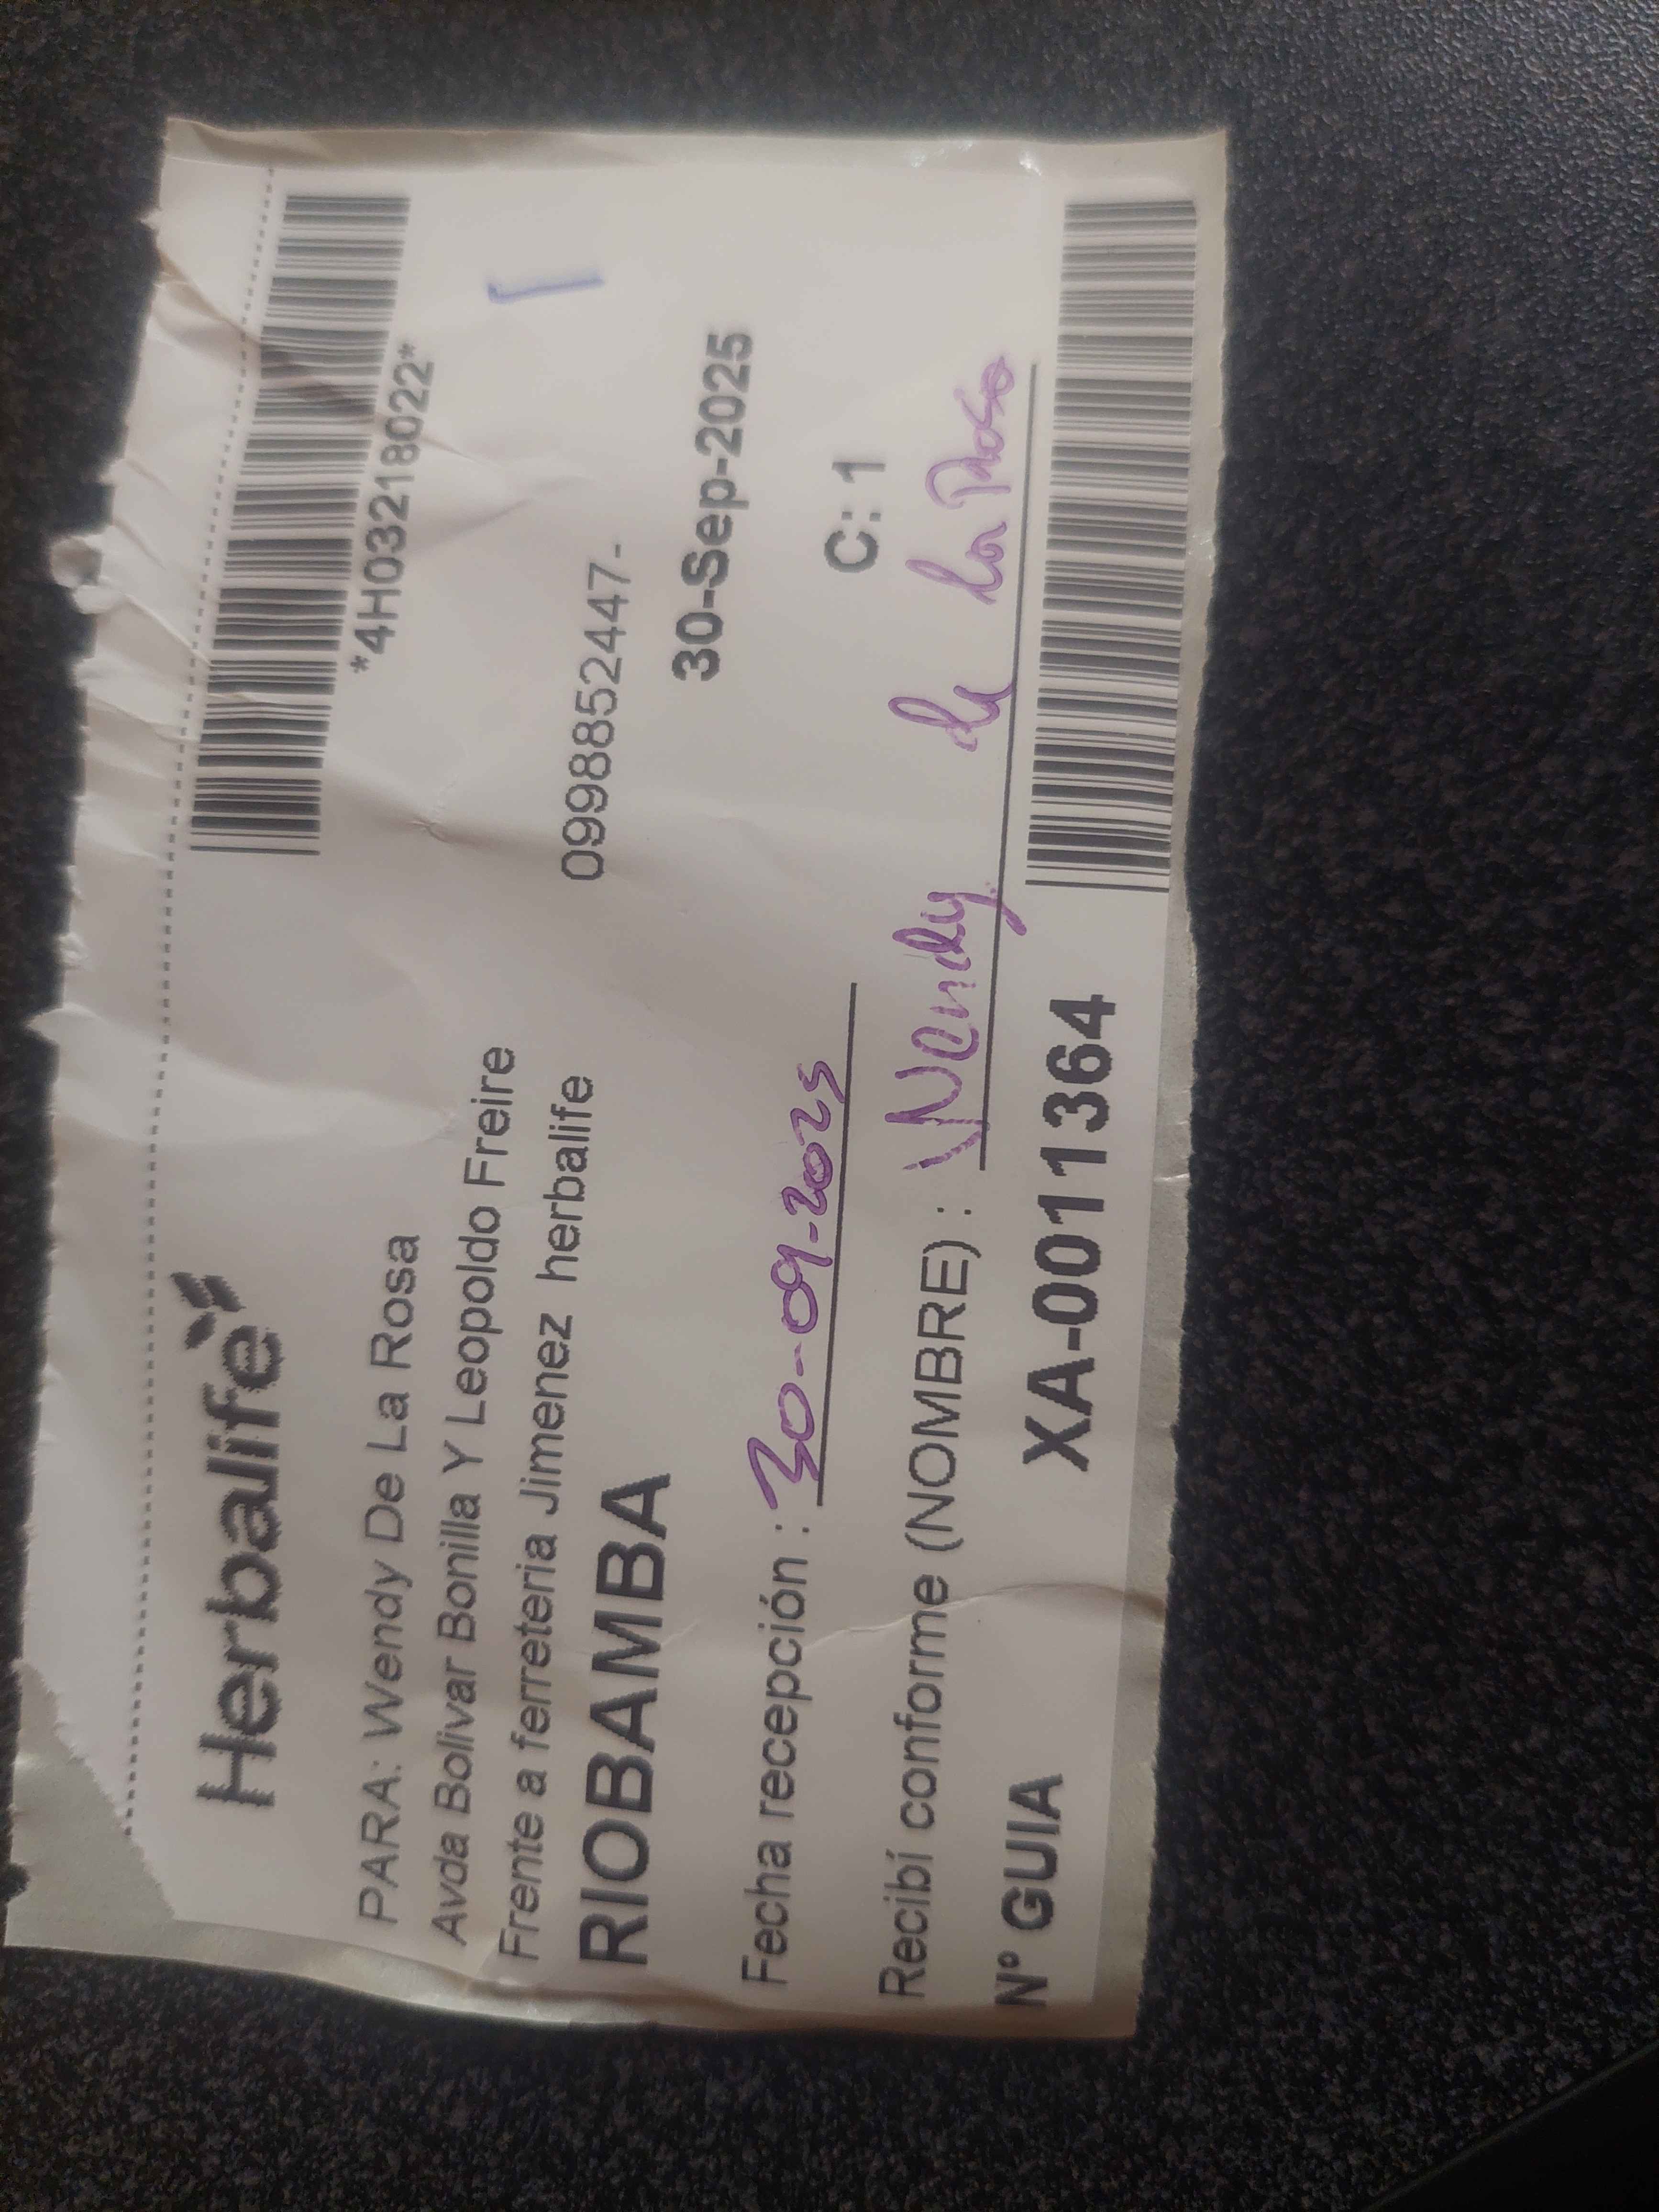 Herbalife
*4H03218022*
PARA: Wendy De La Rosa
Avda Bolivar Bonilla Y Leopoldo Freire
Frente a ferreteria Jimenez herbalife
0998852447-
RIOBAMBA
30-Sep-2025
Fecha recepción : 30-09-2025
C: 1
Recibí conforme (NOMBRE) : Wendy de la Rosa
N° GUIA XA-0011364